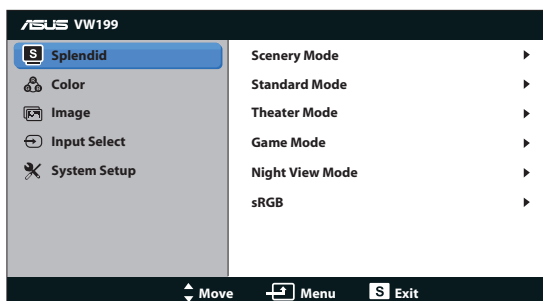 ASUS VW199
S Splendid
Color
Image
Input Select
System Setup
Scenery Mode
Standard Mode
Theater Mode
Game Mode
Night View Mode
sRGB
Move Menu S Exit